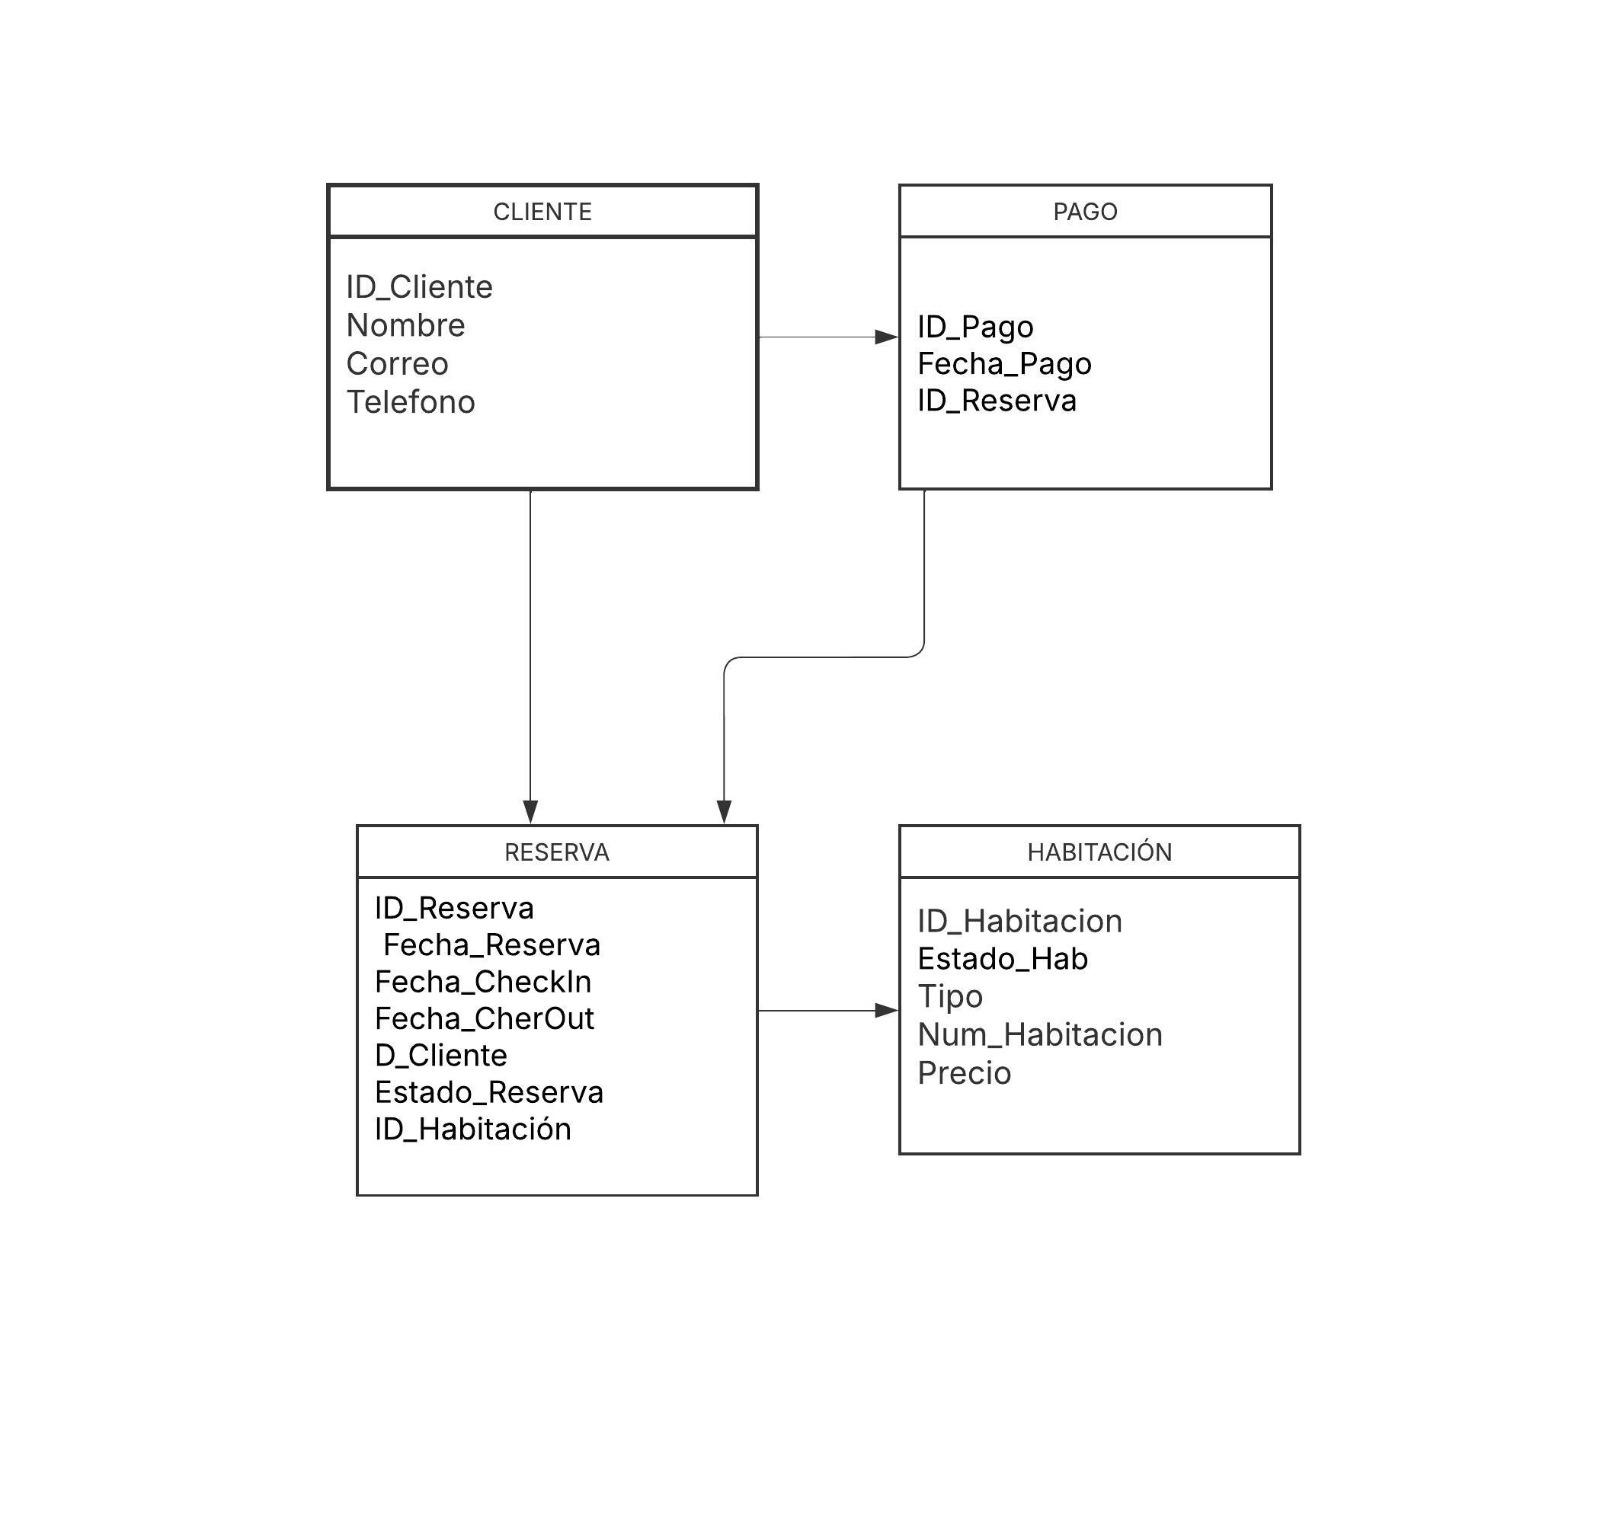 CLIENTE
ID_Cliente
Nombre
Correo
Telefono
PAGO
ID_Pago
Fecha_Pago
ID_Reserva
RESERVA
ID_Reserva
Fecha_Reserva
Fecha_CheckIn
Fecha_CherOut
D_Cliente
Estado_Reserva
ID_Habitación
HABITACIÓN
ID_Habitacion
Estado_Hab
Tipo
Num_Habitacion
Precio